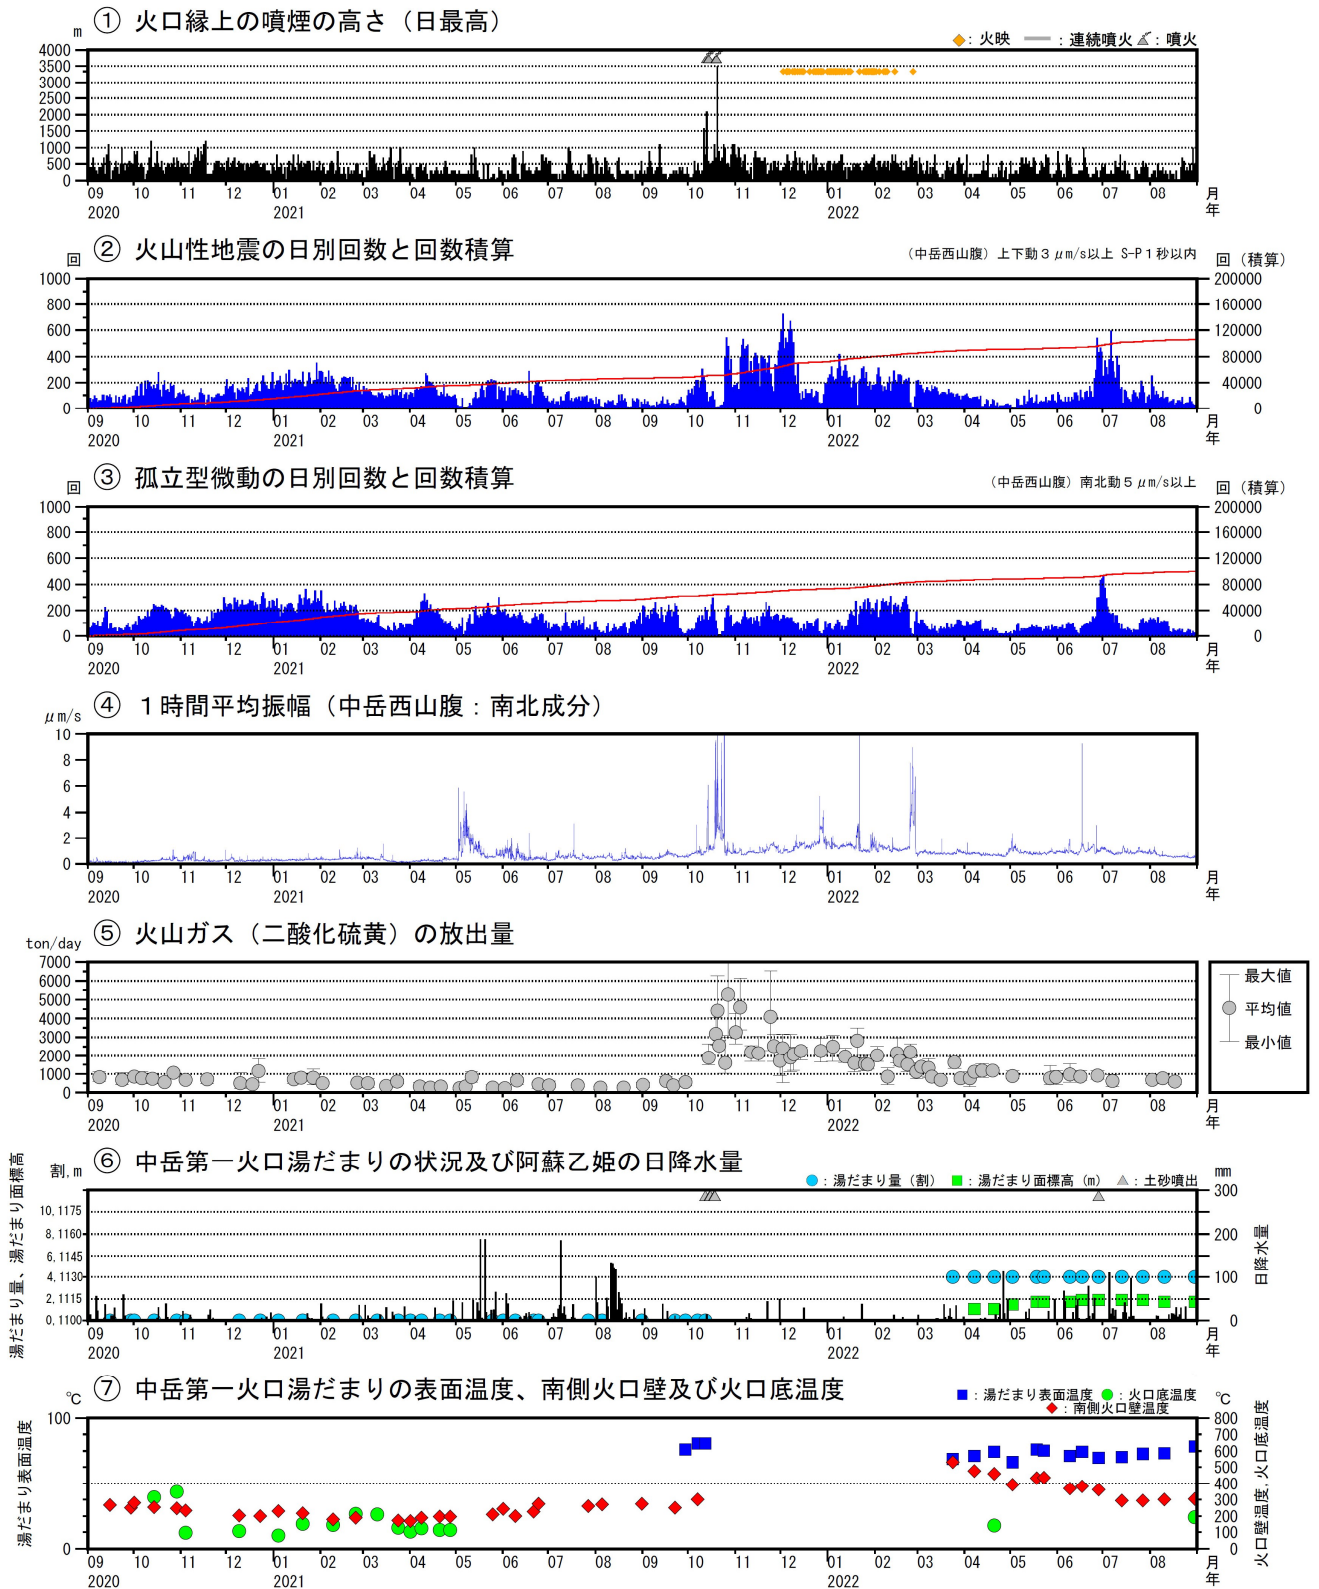 ① 火口縁上の噴煙の高さ（日最高）
m
◆：火映 ━：連続噴火 ：噴火
4000
3500
3000
2500
2000
1500
1000
500
0
09 10 11 12 01 02 03 04 05 06 07 08 09 10 11 12 01 02 03 04 05 06 07 08 月
2020 2021 2022 年
② 火山性地震の日別回数と回数積算
回 （中岳西山腹）上下動３μm/s以上 S-P１秒以内 回（積算）
1000 200000
800 160000
600 120000
400 80000
200 40000
0 0
09 10 11 12 01 02 03 04 05 06 07 08 09 10 11 12 01 02 03 04 05 06 07 08 月
2020 2021 2022 年
③ 孤立型微動の日別回数と回数積算
回 （中岳西山腹）南北動５μm/s以上 回（積算）
1000 200000
800 160000
600 120000
400 80000
200 40000
0 0
09 10 11 12 01 02 03 04 05 06 07 08 09 10 11 12 01 02 03 04 05 06 07 08 月
2020 2021 2022 年
④ １時間平均振幅（中岳西山腹：南北成分）
μm/s
10
8
6
4
2
0
09 10 11 12 01 02 03 04 05 06 07 08 09 10 11 12 01 02 03 04 05 06 07 08 月
2020 2021 2022 年
⑤ 火山ガス（二酸化硫黄）の放出量
ton/day
7000
6000
5000
4000
3000
2000
1000
0
最大値
平均値
最小値
09 10 11 12 01 02 03 04 05 06 07 08 09 10 11 12 01 02 03 04 05 06 07 08 月
2020 2021 2022 年
⑥ 中岳第一火口湯だまりの状況及び阿蘇乙姫の日降水量
割,m ●：湯だまり量（割） ■：湯だまり面標高（m） △：土砂噴出 mm
湯だまり量、湯だまり面標高
10,1175
8,1160
6,1145
4,1130
2,1115
0,1100
300
200
100
0
日降水量
09 10 11 12 01 02 03 04 05 06 07 08 09 10 11 12 01 02 03 04 05 06 07 08 月
2020 2021 2022 年
⑦ 中岳第一火口湯だまりの表面温度、南側火口壁及び火口底温度
℃ ■：湯だまり表面温度 ●：火口底温度 ℃
◆：南側火口壁温度
湯だまり表面温度
100
0
800
700
600
500
400
300
200
100
0
火口壁温度,火口底温度
09 10 11 12 01 02 03 04 05 06 07 08 09 10 11 12 01 02 03 04 05 06 07 08 月
2020 2021 2022 年